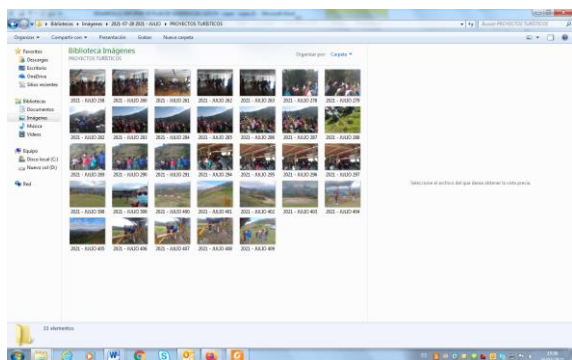 Bibliotecas ▸ Imágenes ▸ 2021-07-28 2021 - JULIO ▸ PROYECTOS TURÍSTICOS
Buscar PROYECTOS TURÍSTICOS
Organizar Compartir con Presentación Grabar Nueva carpeta
Favoritos
Descargas
Escritorio
OneDrive
Sitios recientes
Bibliotecas
Documentos
Imágenes
Música
Vídeos
Equipo
Disco local (C:)
Nuevo vol (D:)
Red
Biblioteca Imágenes
PROYECTOS TURÍSTICOS
Organizar por: Carpeta
2021 - JULIO 258 2021 - JULIO 260 2021 - JULIO 261 2021 - JULIO 262 2021 - JULIO 263 2021 - JULIO 278 2021 - JULIO 279
2021 - JULIO 282 2021 - JULIO 283 2021 - JULIO 284 2021 - JULIO 285 2021 - JULIO 286 2021 - JULIO 287 2021 - JULIO 288
2021 - JULIO 289 2021 - JULIO 290 2021 - JULIO 291 2021 - JULIO 294 2021 - JULIO 295 2021 - JULIO 296 2021 - JULIO 297
2021 - JULIO 398 2021 - JULIO 399 2021 - JULIO 400 2021 - JULIO 401 2021 - JULIO 402 2021 - JULIO 403 2021 - JULIO 404
2021 - JULIO 405 2021 - JULIO 406 2021 - JULIO 407 2021 - JULIO 408 2021 - JULIO 409
Seleccione el archivo del que desea obtener la vista previa.
33 elementos